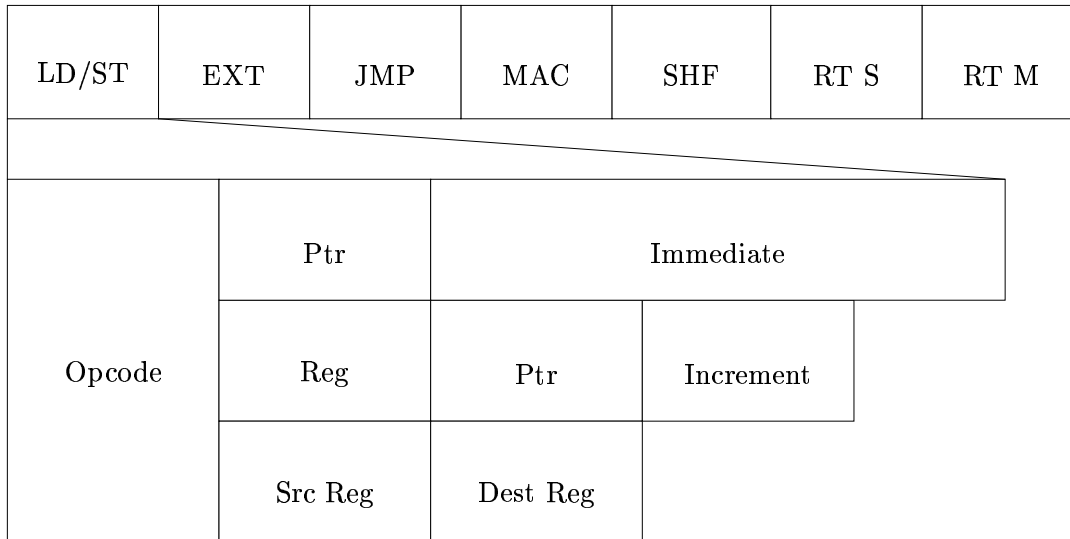 LD/ST EXT JMP MAC SHF RT S RT M
Ptr Immediate
Opcode Reg Ptr Increment
Src Reg Dest Reg